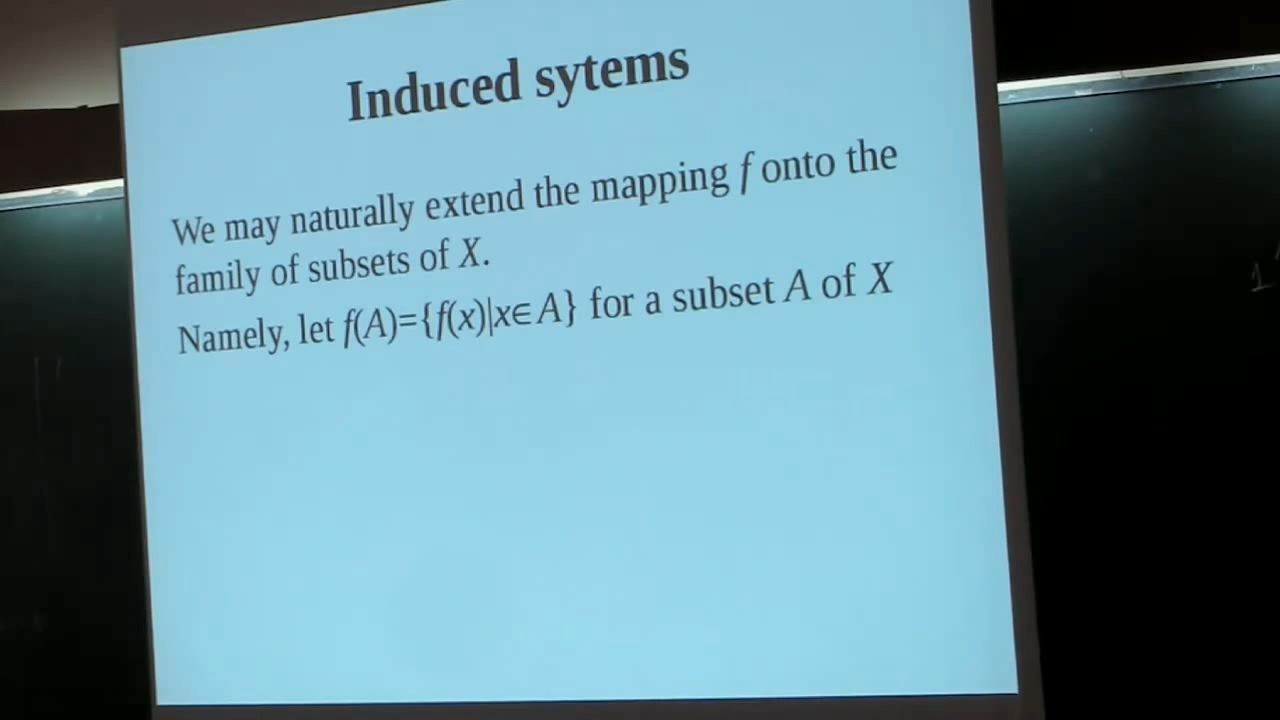 Induced sytems
We may naturally extend the mapping f onto the
family of subsets of X.
Namely, let f(A)={f(x)|x∈A} for a subset A of X